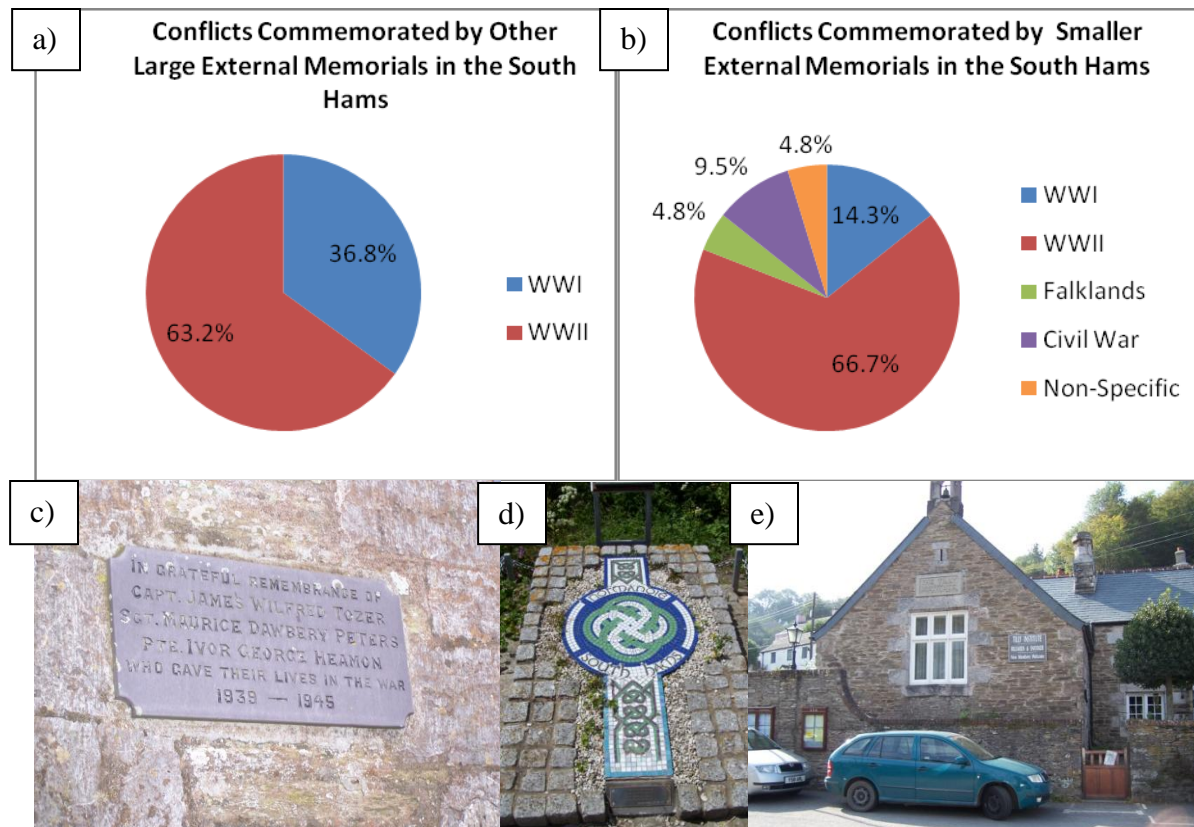 a)
Conflicts Commemorated by Other
Large External Memorials in the South
Hams
36.8%
63.2%
WWI
WWII
b)
Conflicts Commemorated by Smaller
External Memorials in the South Hams
4.8%
9.5%
4.8%
14.3%
66.7%
WWI
WWII
Falklands
Civil War
Non-Specific
c)
IN GRATEFUL REMEMBRANCE OF
CAPT. JAMES WILFRED TOZER
SGT. MAURICE DAWBERY PETERS
PTE. IVOR GEORGE HEAMON
WHO GAVE THEIR LIVES IN THE WAR
1939 — 1945
d)
SOUTH HAMS
e)
INSTITUTE